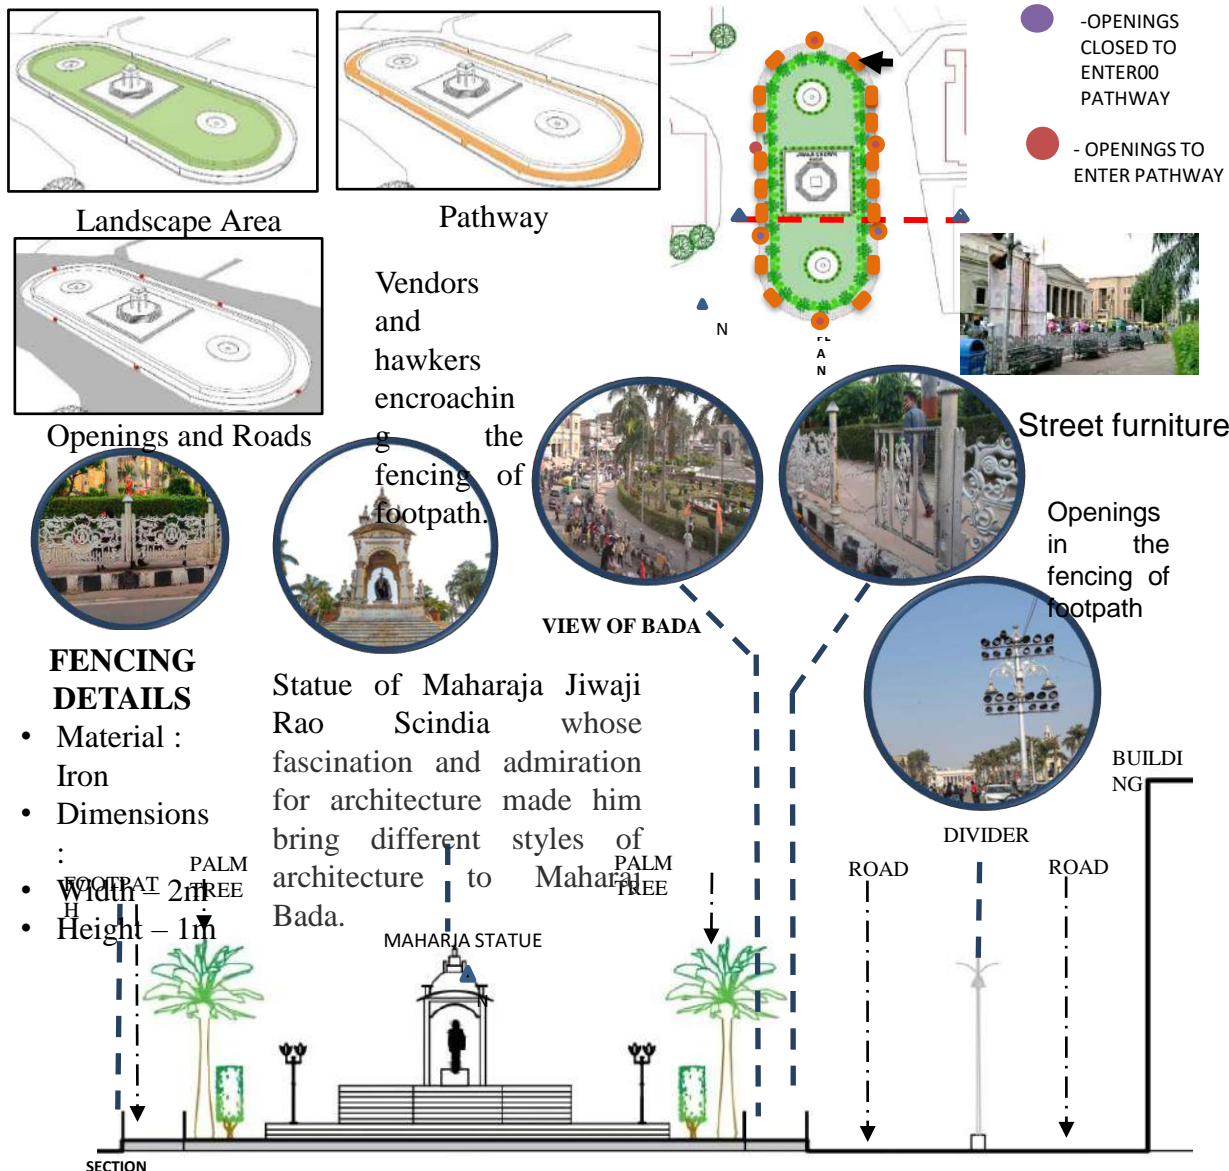 -OPENINGS
CLOSED TO
ENTER00
PATHWAY
- OPENINGS TO
ENTER PATHWAY
Landscape Area
Pathway
N
PLAN
Openings and Roads
Vendors
and
hawkers
encroachin
g the
fencing of
footpath.
Street furniture
Openings
in the
fencing of
footpath
VIEW OF BADA
FENCING
DETAILS
• Material :
Iron
• Dimensions
:
• Width – 2m
• Height – 1m
Statue of Maharaja Jiwaji
Rao Scindia whose
fascination and admiration
for architecture made him
bring different styles of
architecture to Maharaj
Bada.
FOOTPAT
H
PALM
TREE
MAHARJA STATUE
N
PALM
TREE
ROAD
DIVIDER
ROAD
BUILDI
NG
SECTION